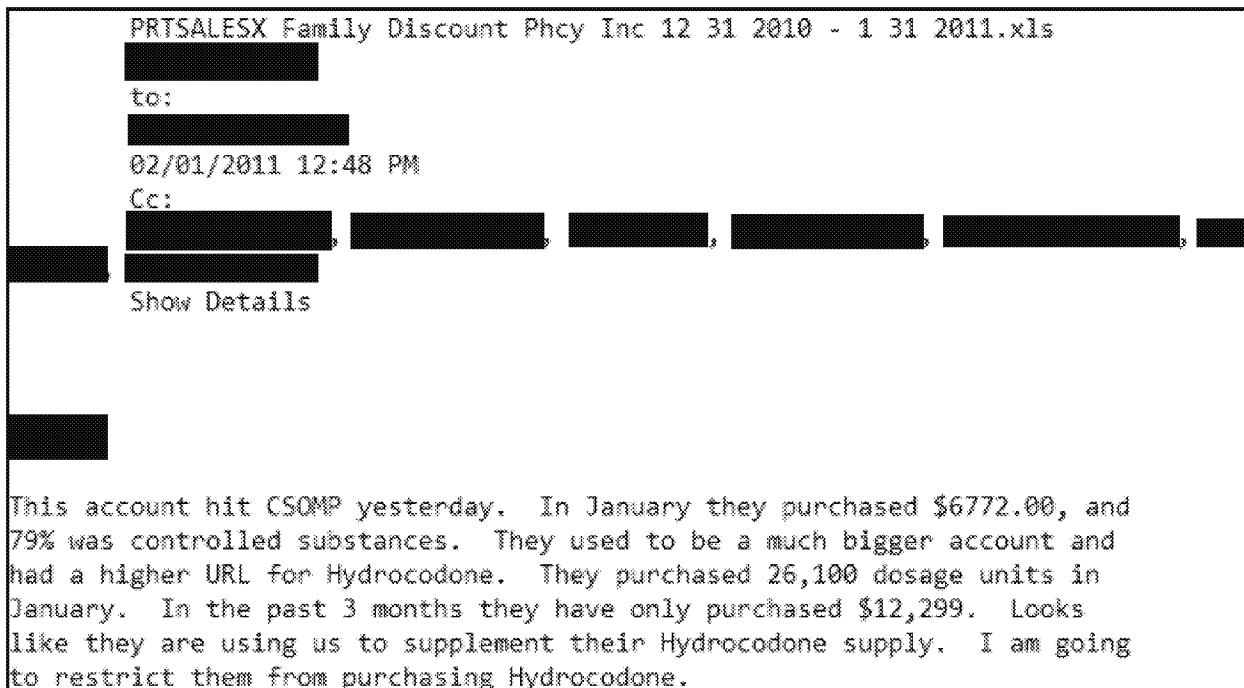 PRTSALESX Family Discount Phcy Inc 12 31 2010 - 1 31 2011.xls
to:
02/01/2011 12:48 PM
Cc:
, , , , ,
,
Show Details
This account hit CSOMP yesterday.  In January they purchased $6772.00, and
79% was controlled substances.  They used to be a much bigger account and
had a higher URL for Hydrocodone.  They purchased 26,100 dosage units in
January.  In the past 3 months they have only purchased $12,299.  Looks
like they are using us to supplement their Hydrocodone supply.  I am going
to restrict them from purchasing Hydrocodone.